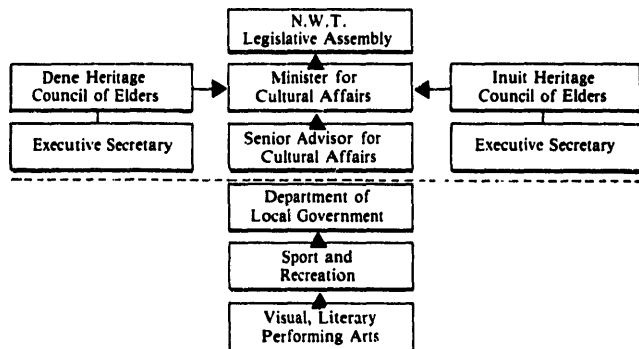 N.W.T.
Legislative Assembly
Dene Heritage
Council of Elders
Minister for
Cultural Affairs
Inuit Heritage
Council of Elders
Executive Secretary
Senior Advisor for
Cultural Affairs
Executive Secretary
Department of
Local Government
Sport and
Recreation
Visual, Literary
Performing Arts